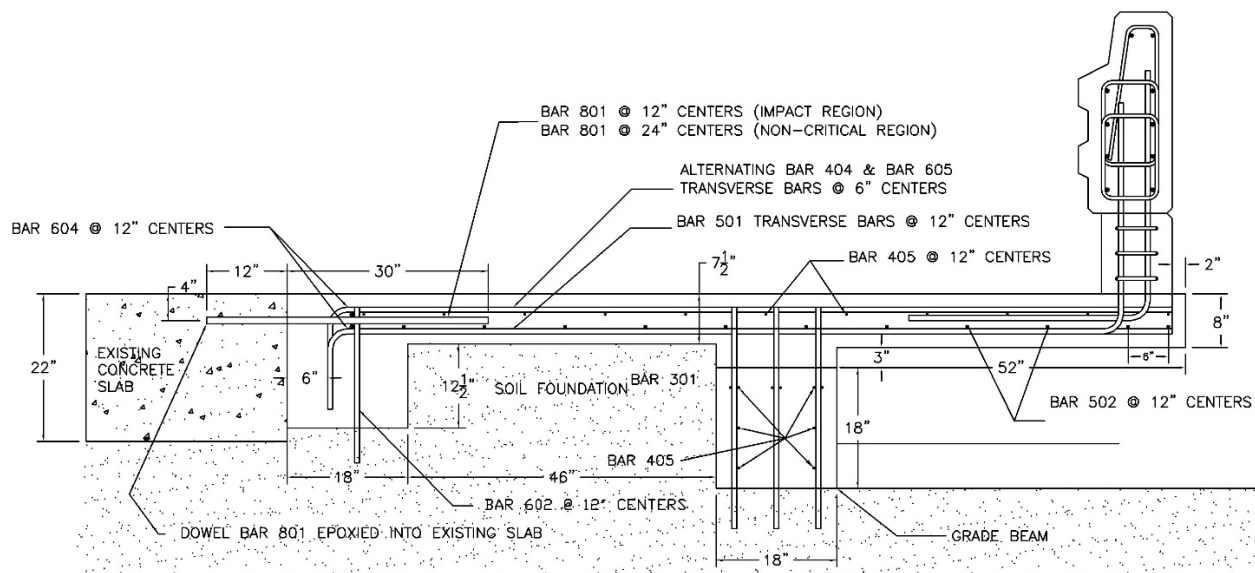 BAR 801 @ 12" CENTERS (IMPACT REGION)
BAR 801 @ 24" CENTERS (NON-CRITICAL REGION)
ALTERNATING BAR 404 & BAR 605
TRANSVERSE BARS @ 6" CENTERS
BAR 604 @ 12" CENTERS
BAR 501 TRANSVERSE BARS @ 12" CENTERS
12"
30"
7½"
BAR 405 @ 12" CENTERS
2"
4"
22"
EXISTING
CONCRETE
SLAB
6"
12½"
SOIL FOUNDATION
BAR 301
3"
52"
6"
8"
BAR 502 @ 12" CENTERS
18"
BAR 405
18"
46"
BAR 602 @ 12" CENTERS
DOWEL BAR 801 EPOXIED INTO EXISTING SLAB
GRADE BEAM
18"